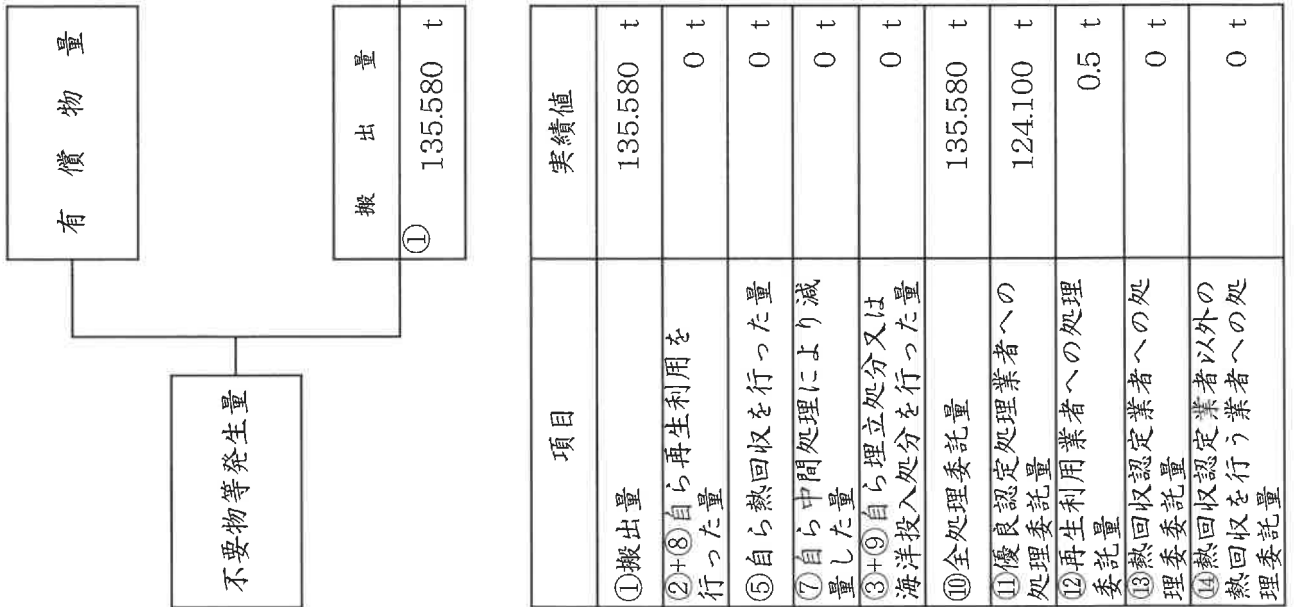 有償物量
搬出量
① 135.580 t
不要物等発生量
項目 実績値
①搬出量 135.580 t
②+⑧自ら再生利用を
行った量 0 t
⑤自ら熱回収を行った量 0 t
⑦自ら中間処理により減
量した量 0 t
③+⑨自ら埋立処分又は
海洋投入処分を行った量 0 t
⑩全処理委託量 135.580 t
⑪優良認定処理業者への
処理委託量 124.100 t
⑫再生利用業者への処理
委託量 0.5 t
⑬熱回収認定業者への処
理委委託量 0 t
⑭熱回収認定業者以外の
熱回収を行う業者への処
理委託量 0 t